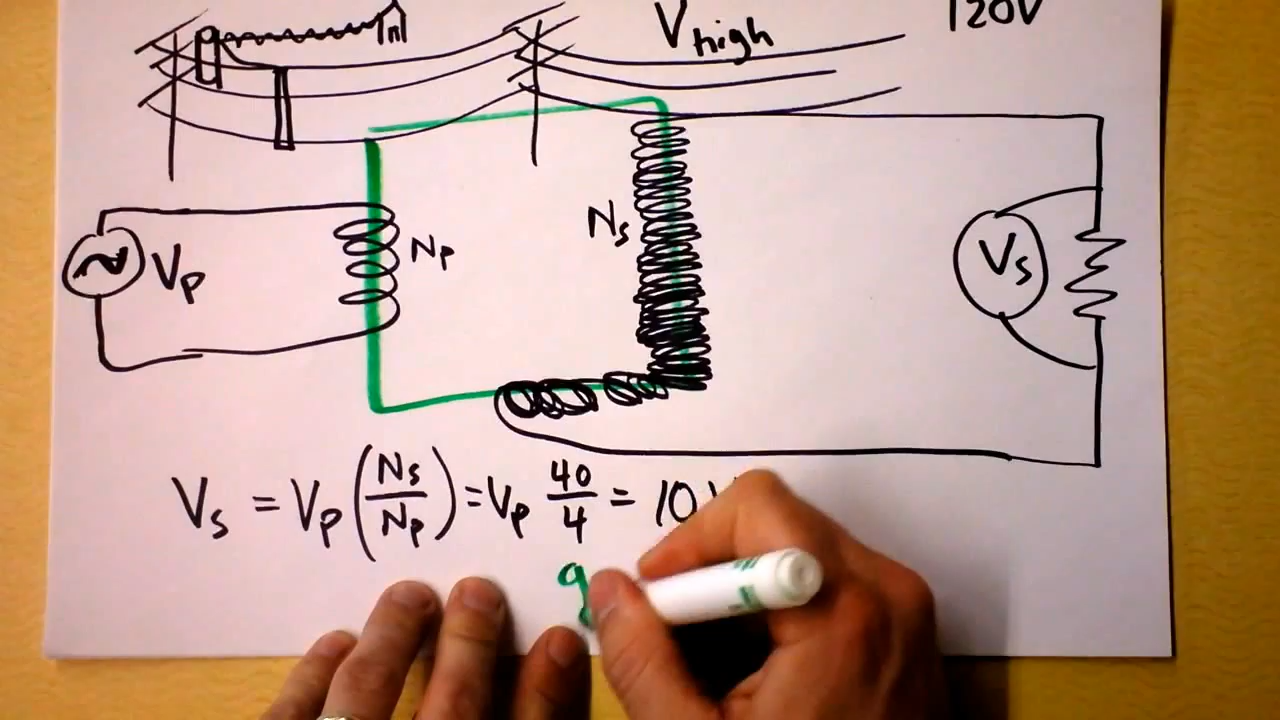 V_high
120V
N_s
N_p
V_p
V_s
V_s = V_p (N_s/N_p) = V_p 40/4 = 10
g